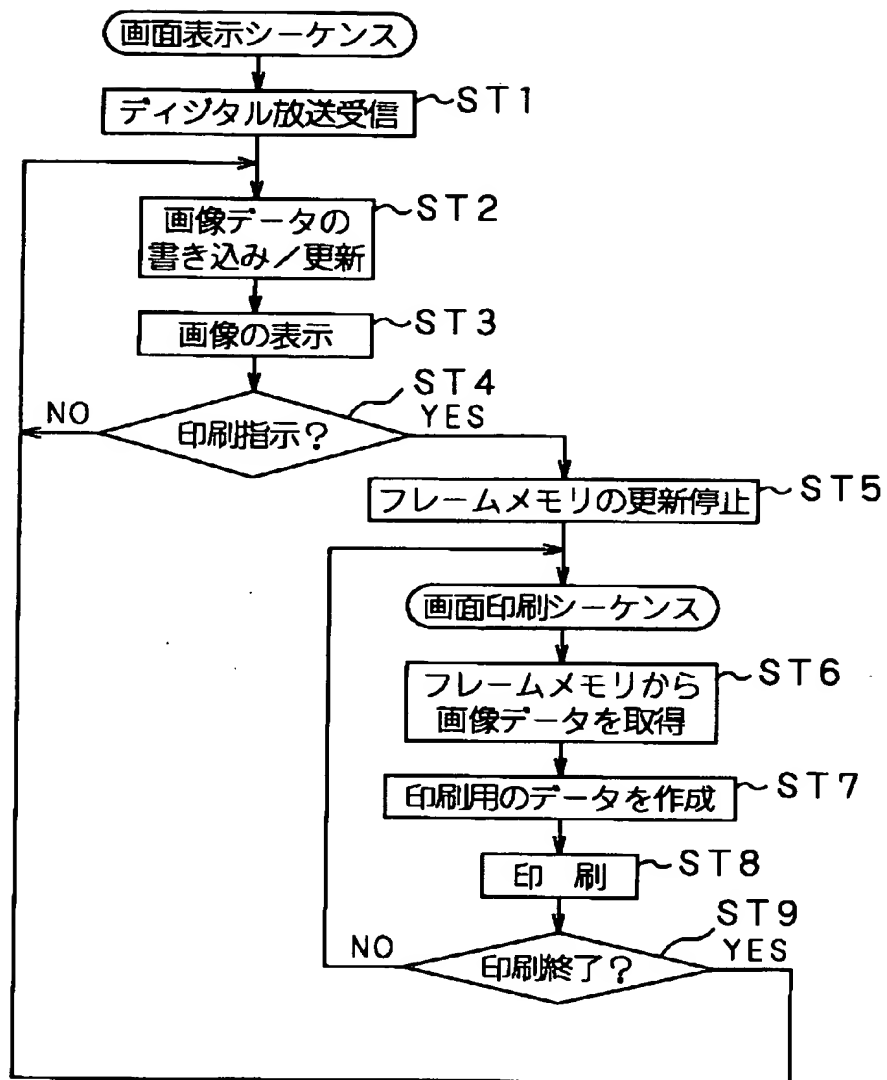 画面表示シーケンス
ディジタル放送受信
ST1
画像データの
書き込み/更新
ST2
画像の表示
ST3
印刷指示?
ST4
NO
YES
フレームメモリの更新停止
ST5
画面印刷シーケンス
フレームメモリから
画像データを取得
ST6
印刷用のデータを作成
ST7
印 刷
ST8
印刷終了?
ST9
NO
YES